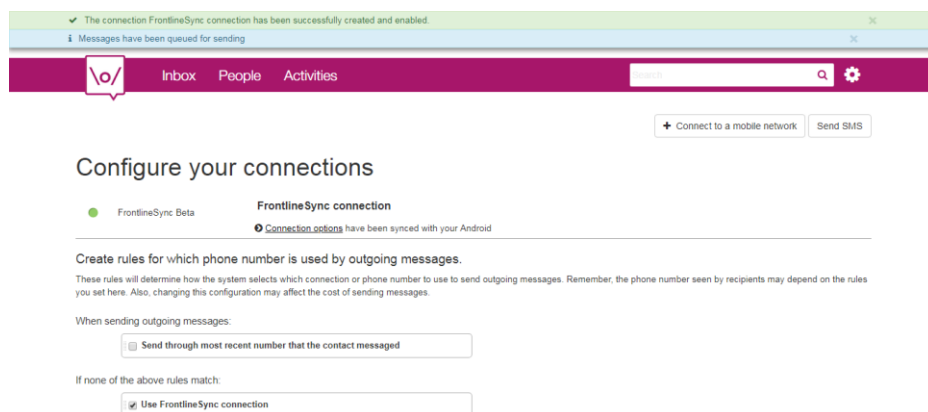 The connection FrontlineSync connection has been successfully created and enabled.
Messages have been queued for sending
\o/ Inbox People Activities Search
+ Connect to a mobile network Send SMS
Configure your connections
FrontlineSync Beta FrontlineSync connection
Connection options have been synced with your Android
Create rules for which phone number is used by outgoing messages.
These rules will determine how the system selects which connection or phone number to use to send outgoing messages. Remember, the phone number seen by recipients may depend on the rules
you set here. Also, changing this configuration may affect the cost of sending messages.
When sending outgoing messages:
Send through most recent number that the contact messaged
If none of the above rules match:
Use FrontlineSync connection